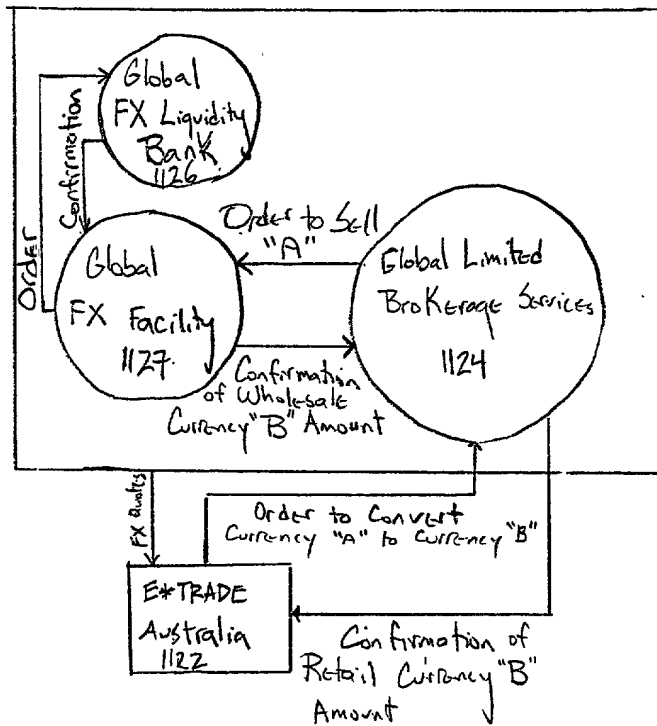 Global
FX Liquidity
Bank
1126
Confirmation
Order
Order to Sell
"A"
Global
FX Facility
1127
Global Limited
Brokerage Services
1124
Confirmation
of Wholesale
Currency "B" Amount
FX Quotes
Order to Convert
Currency "A" to Currency "B"
E*TRADE
Australia
1122
Confirmation of
Retail Currency "B"
Amount